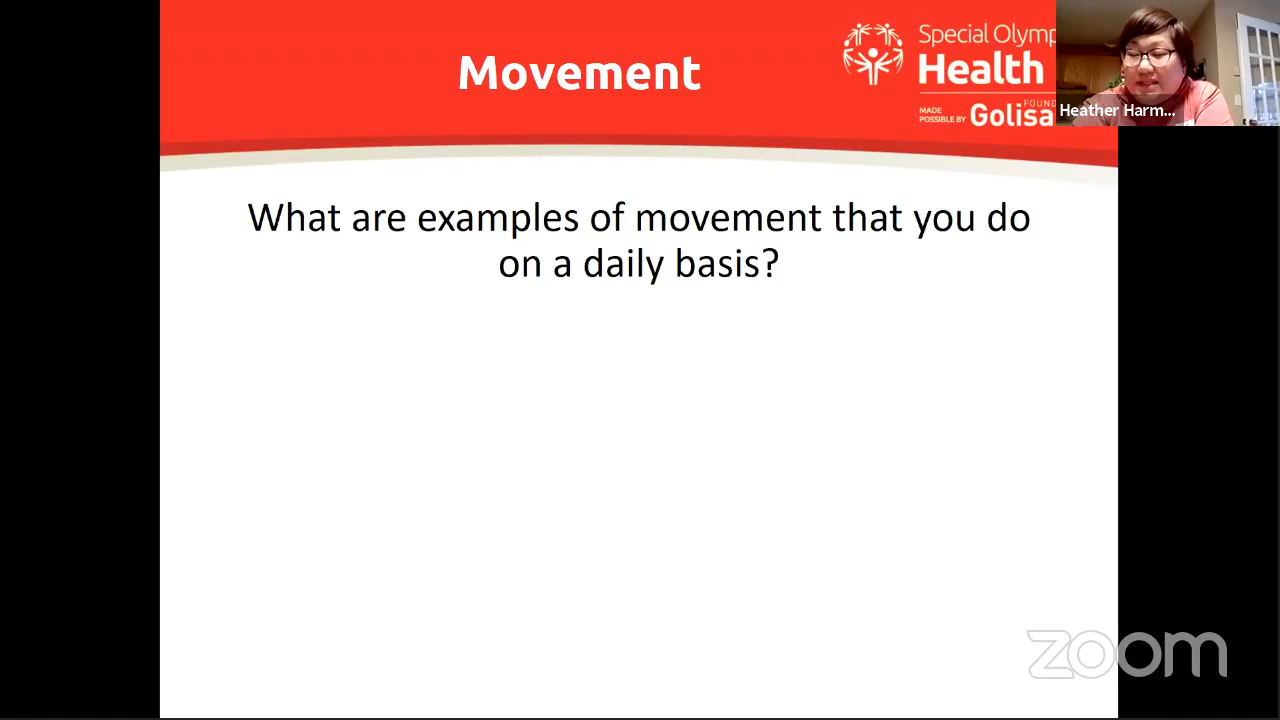 Movement
Special Olymp
Health
MADE
POSSIBLE BY
FOUND
Golisa
Heather Harm...
What are examples of movement that you do
on a daily basis?
zoom